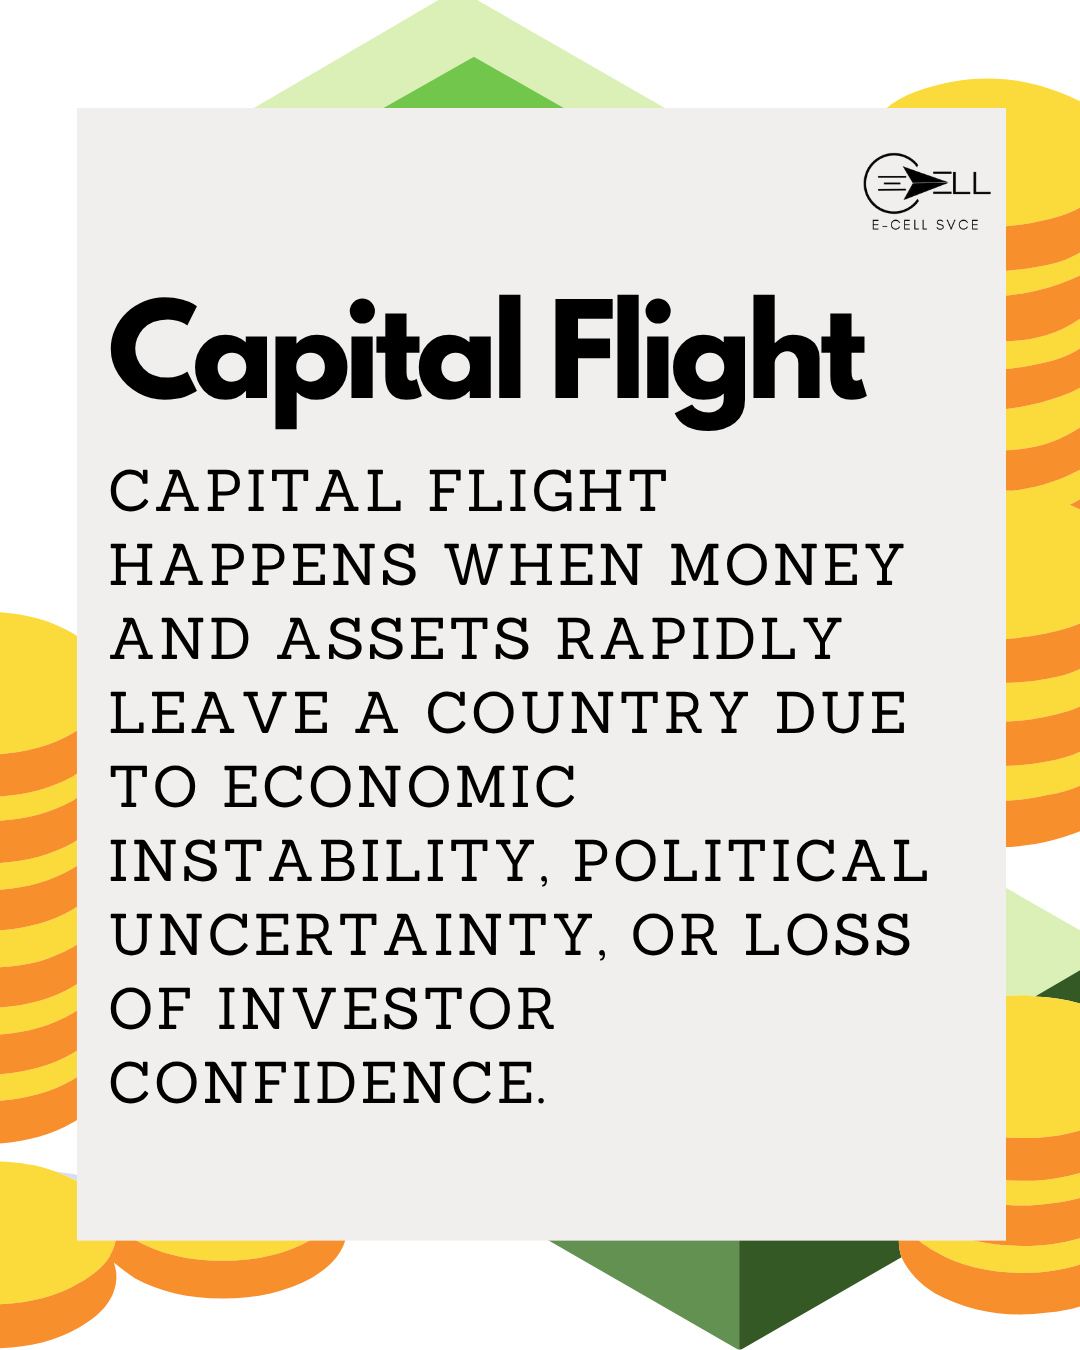 ELL
E-CELL SVCE
Capital Flight
CAPITAL FLIGHT
HAPPENS WHEN MONEY
AND ASSETS RAPIDLY
LEAVE A COUNTRY DUE
TO ECONOMIC
INSTABILITY, POLITICAL
UNCERTAINTY, OR LOSS
OF INVESTOR
CONFIDENCE.